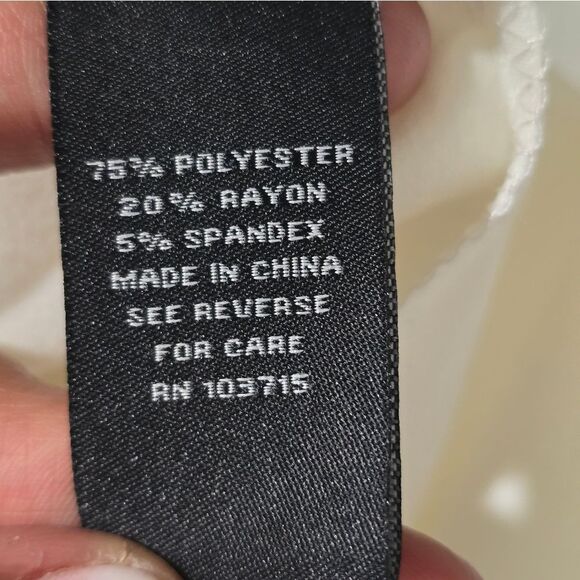 75% POLYESTER
20% RAYON
5% SPANDEX
MADE IN CHINA
SEE REVERSE
FOR CARE
RN 103715